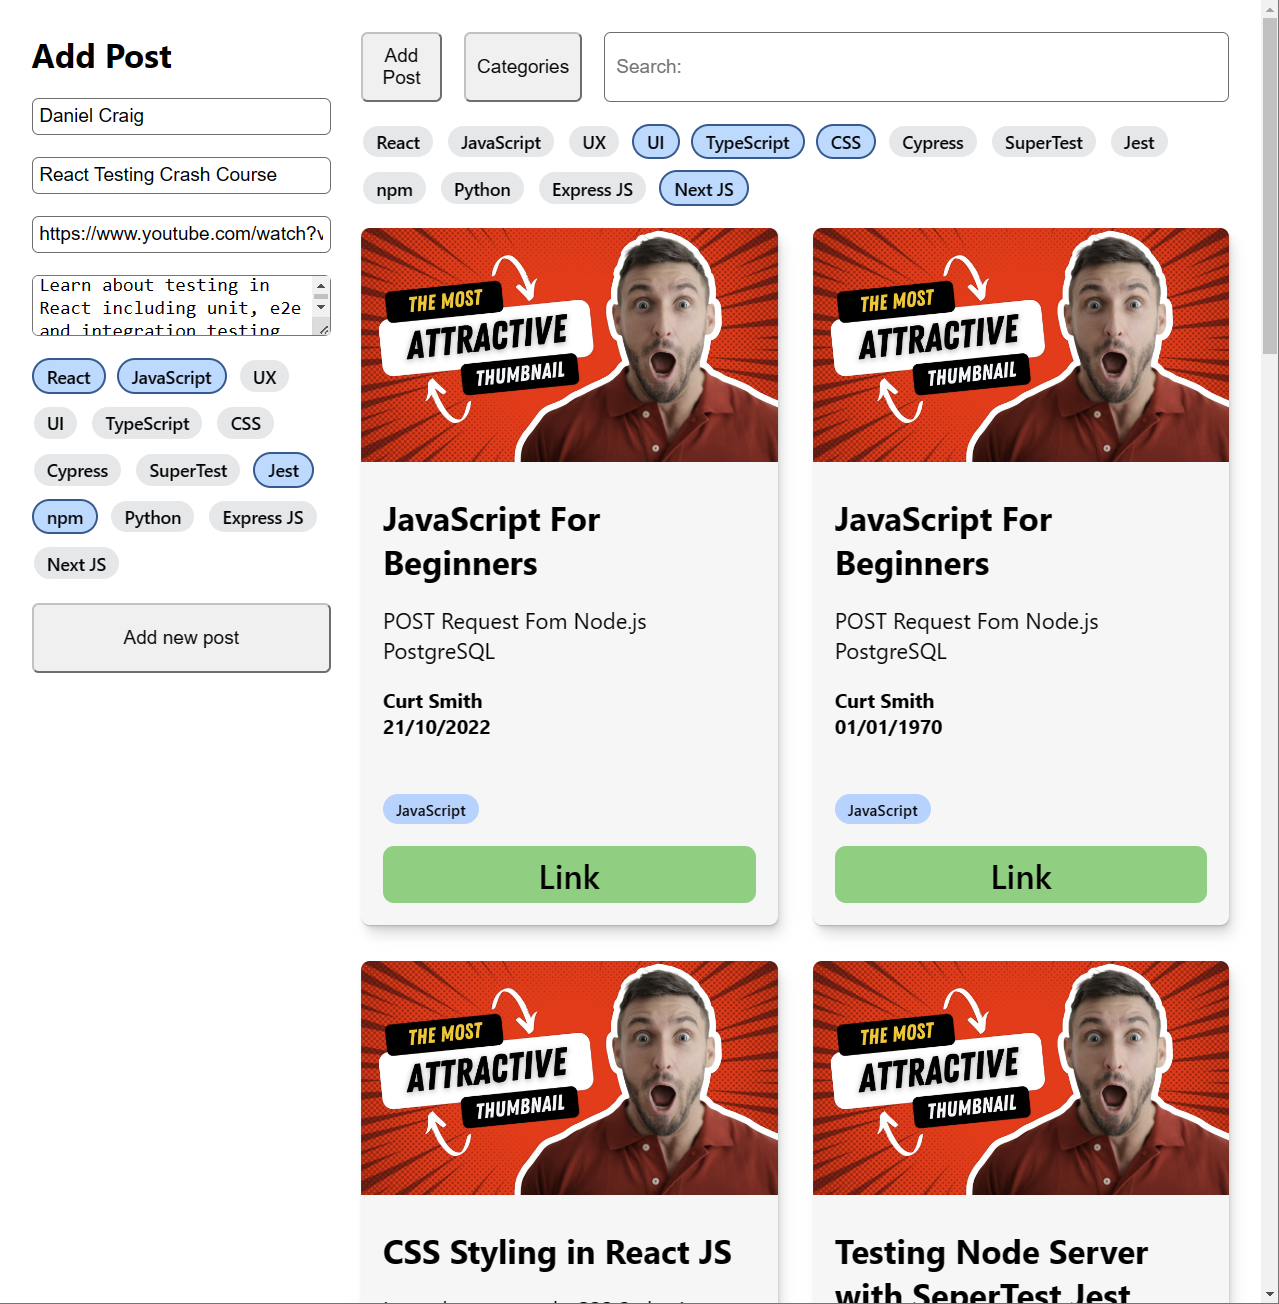 Add Post
Daniel Craig
React Testing Crash Course
https://www.youtube.com/watch?v
Learn about testing in
React including unit, e2e
and integration testing
React JavaScript UX
UI TypeScript CSS
Cypress SuperTest Jest
npm Python Express JS
Next JS
Add new post
Add
Post
Categories
Search:
React JavaScript UX UI TypeScript CSS Cypress SuperTest Jest
npm Python Express JS Next JS
THE MOST
ATTRACTIVE
THUMBNAIL
JavaScript For
Beginners
POST Request Fom Node.js
PostgreSQL
Curt Smith
21/10/2022
JavaScript
Link
THE MOST
ATTRACTIVE
THUMBNAIL
JavaScript For
Beginners
POST Request Fom Node.js
PostgreSQL
Curt Smith
01/01/1970
JavaScript
Link
THE MOST
ATTRACTIVE
THUMBNAIL
CSS Styling in React JS
THE MOST
ATTRACTIVE
THUMBNAIL
Testing Node Server
with SeperTest Jest